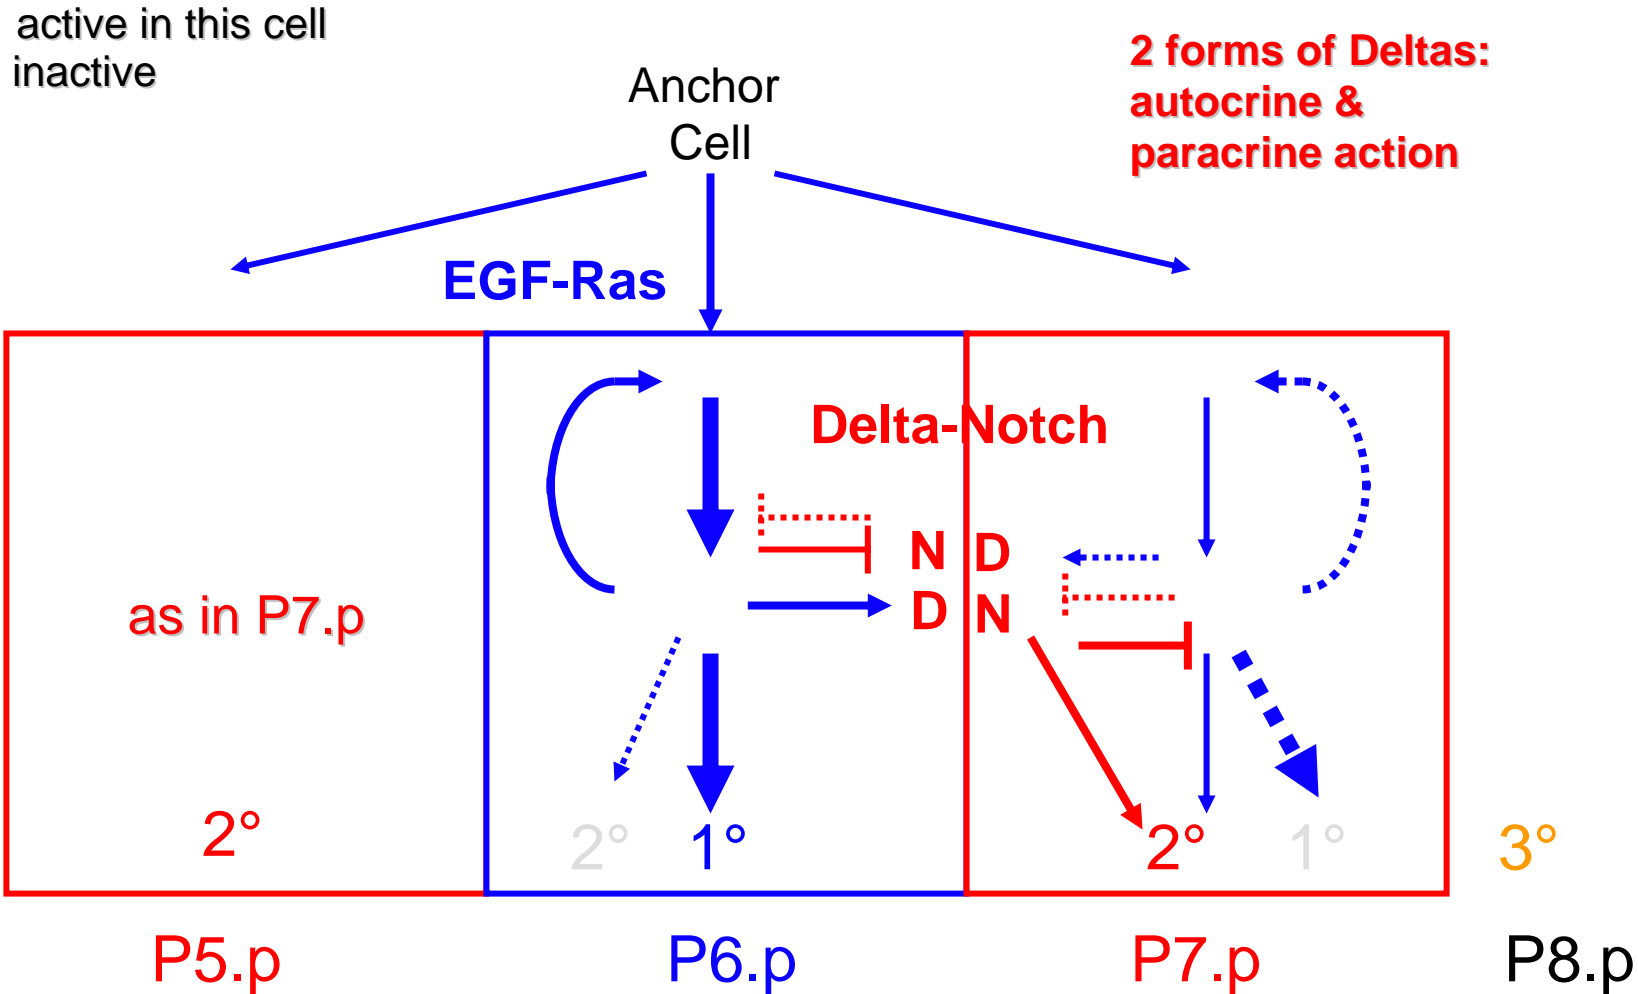 active in this cell
inactive
Anchor
Cell
2 forms of Deltas:
autocrine &
paracrine action
EGF-Ras
Delta-Notch
N D
D N
as in P7.p
2°
2° 1°
2° 1°
3°
P5.p
P6.p
P7.p
P8.p